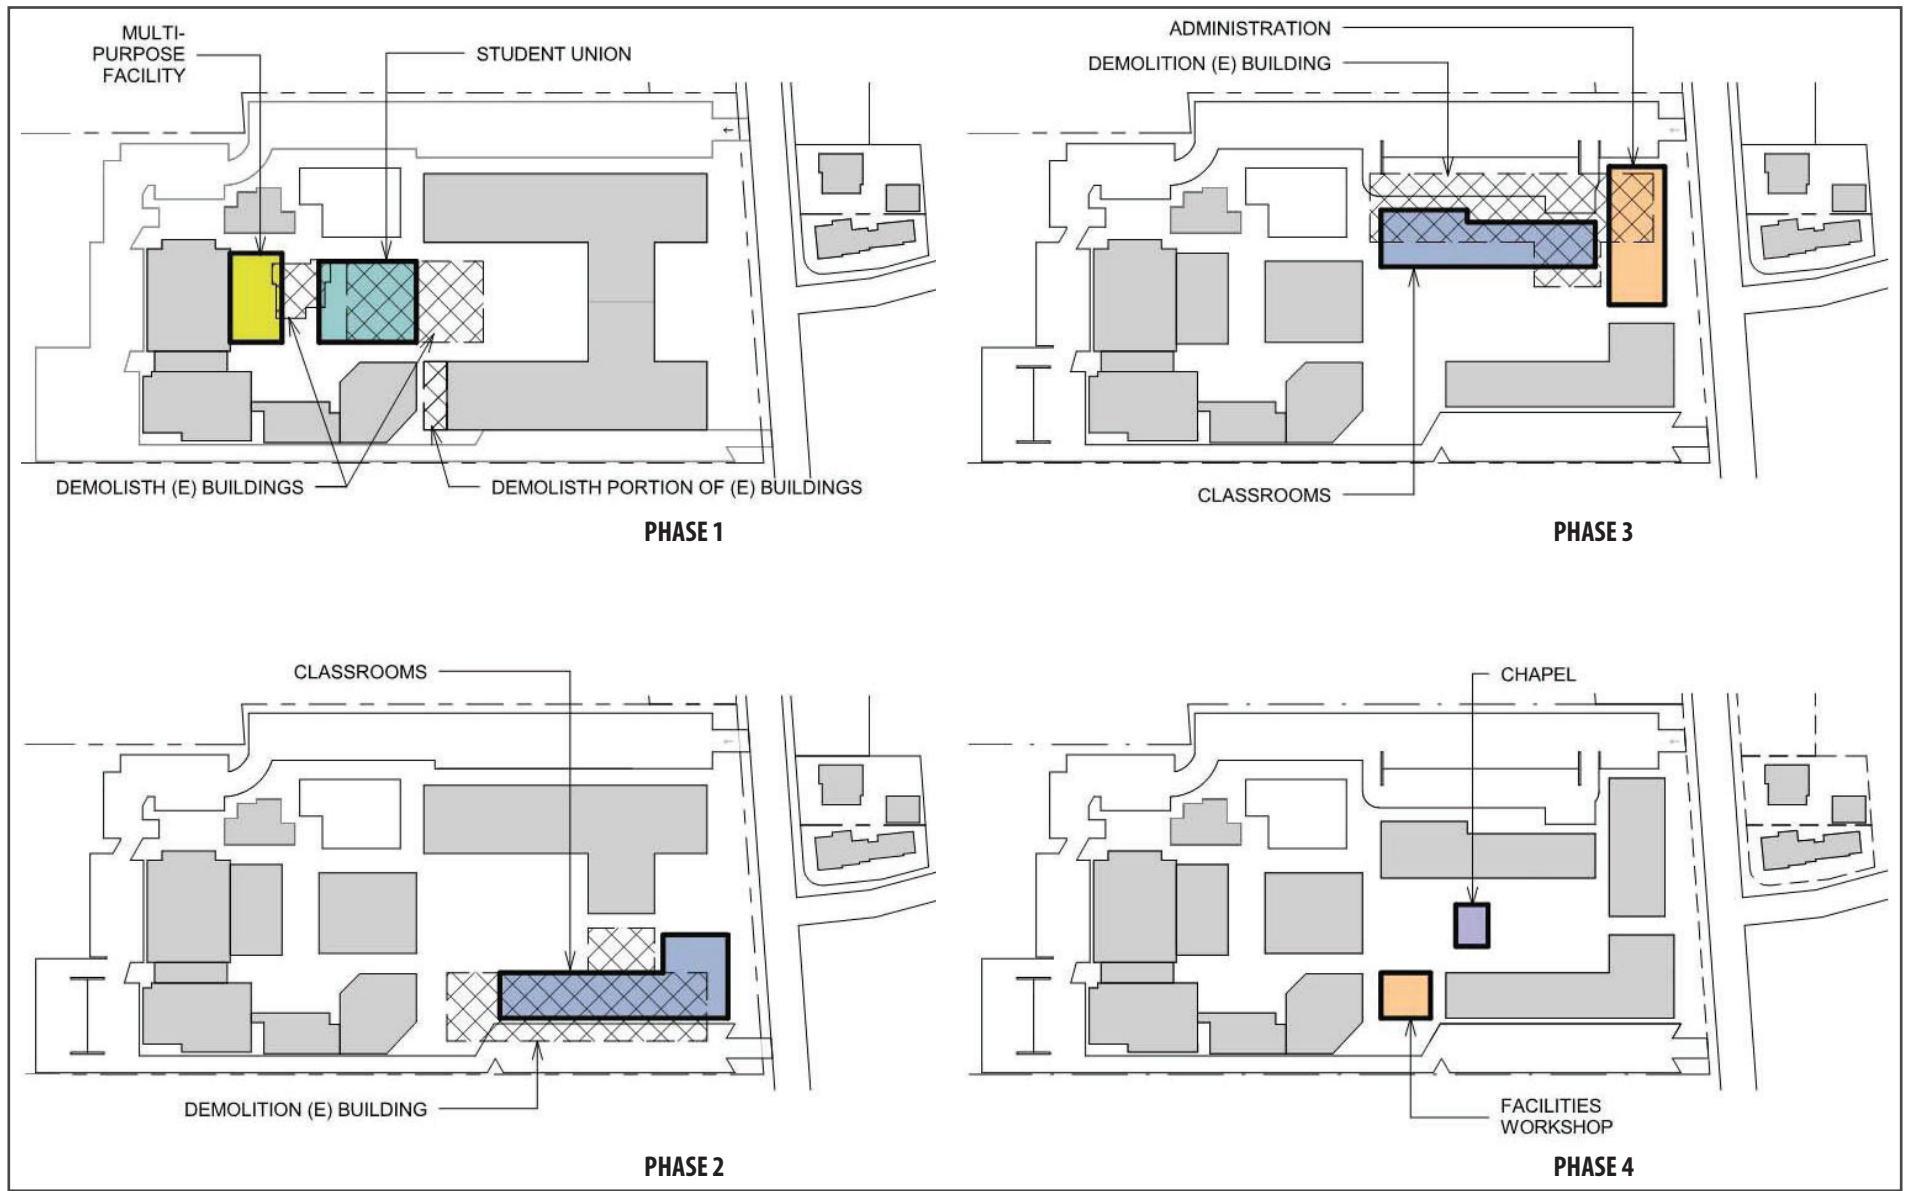 MULTI-
PURPOSE
FACILITY
STUDENT UNION
DEMOLISTH (E) BUILDINGS
DEMOLISTH PORTION OF (E) BUILDINGS
PHASE 1
ADMINISTRATION
DEMOLITION (E) BUILDING
CLASSROOMS
PHASE 3
CLASSROOMS
DEMOLITION (E) BUILDING
PHASE 2
CHAPEL
FACILITIES
WORKSHOP
PHASE 4